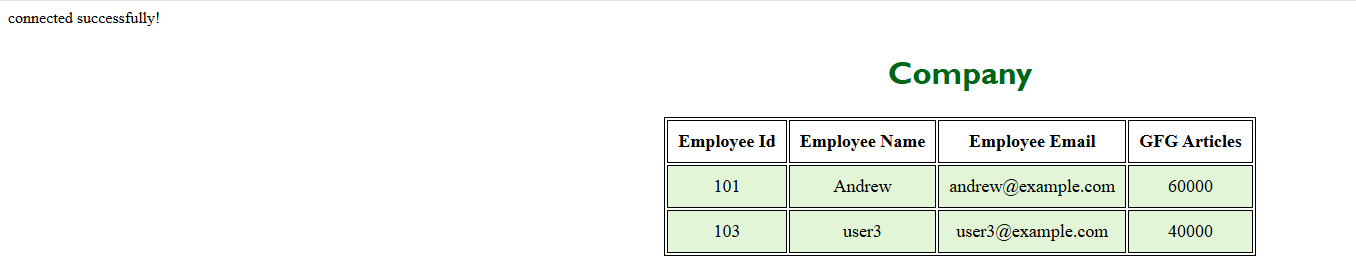 connected successfully!
Company
Employee Id Employee Name Employee Email GFG Articles
101 Andrew andrew@example.com 60000
103 user3 user3@example.com 40000